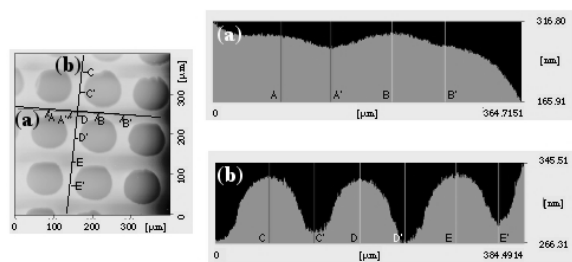 (b)
C
C'
(a)
A
A'
D
B
B'
D'
E
E'
[µm]
300
200
100
0
0
100
200
300
[µm]
(a)
316.80
[nm]
165.91
A
A'
B
B'
0
[µm]
364.7151
(b)
345.51
[nm]
266.31
C
C'
D
D'
E
E'
0
[µm]
384.4914